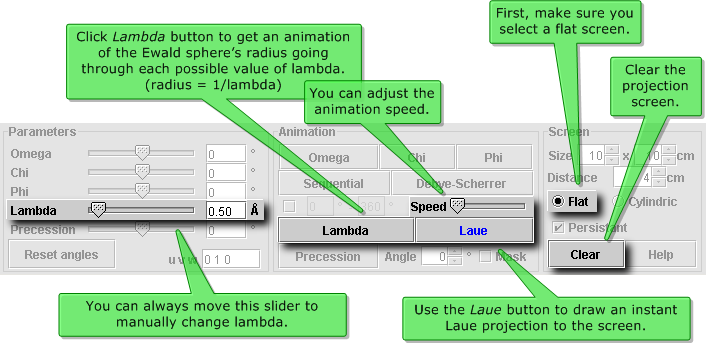 Click Lambda button to get an animation
of the Ewald sphere's radius going
through each possible value of lambda.
(radius = 1/lambda)
First, make sure you
select a flat screen.
You can adjust the
animation speed.
Clear the
projection
screen.
Parameters
Omega 0 °
Chi 0 °
Phi 0 °
Lambda 0.50 Å
Precession 0 °
Reset angles u v w 0 1 0
Animation
Omega Chi Phi
Sequential Debye-Scherrer
0 ° 360 ° Speed
Lambda Laue
Precession Angle 0 ° Mask
Screen
Size 10 x 10 cm
Distance 4 cm
Flat Cylindric
Persistant
Clear Help
You can always move this slider to
manually change lambda.
Use the Laue button to draw an instant
Laue projection to the screen.